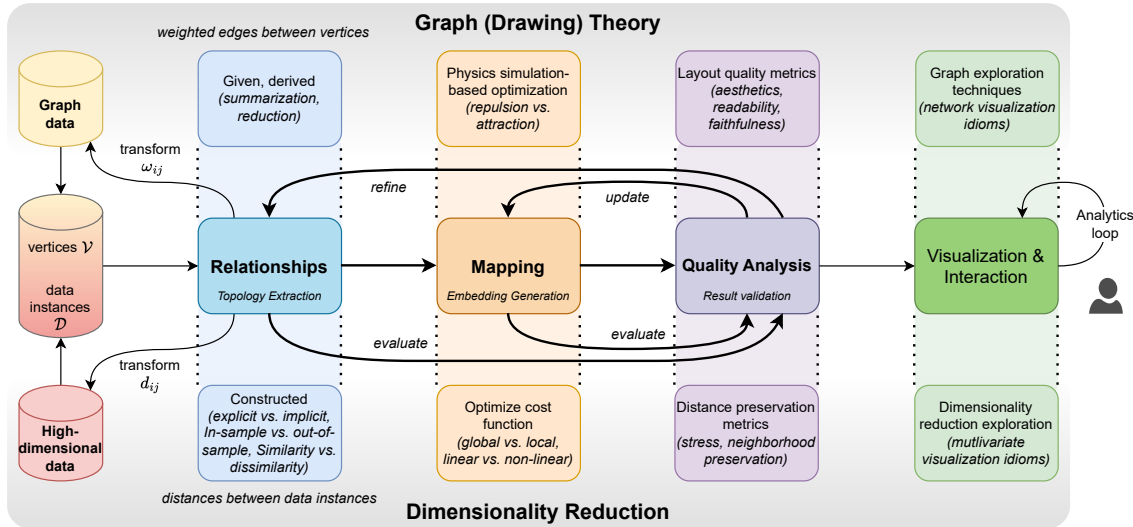 Graph (Drawing) Theory
weighted edges between vertices
Graph
data
Given, derived
(summarization,
reduction)
Physics simulation-
based optimization
(repulsion vs.
attraction)
Layout quality metrics
(aesthetics,
readability,
faithfulness)
Graph exploration
techniques
(network visualization
idioms)
transform
ωij
refine
update
Analytics
loop
vertices V
data
instances
D
Relationships
Topology Extraction
Mapping
Embedding Generation
Quality Analysis
Result validation
Visualization &
Interaction
evaluate
evaluate
transform
dij
High-
dimensional
data
Constructed
(explicit vs. implicit,
In-sample vs. out-of-
sample, Similarity vs.
dissimilarity)
Optimize cost
function
(global vs. local,
linear vs. non-linear)
Distance preservation
metrics
(stress, neighborhood
preservation)
Dimensionality
reduction exploration
(mutlivariate
visualization idioms)
distances between data instances
Dimensionality Reduction